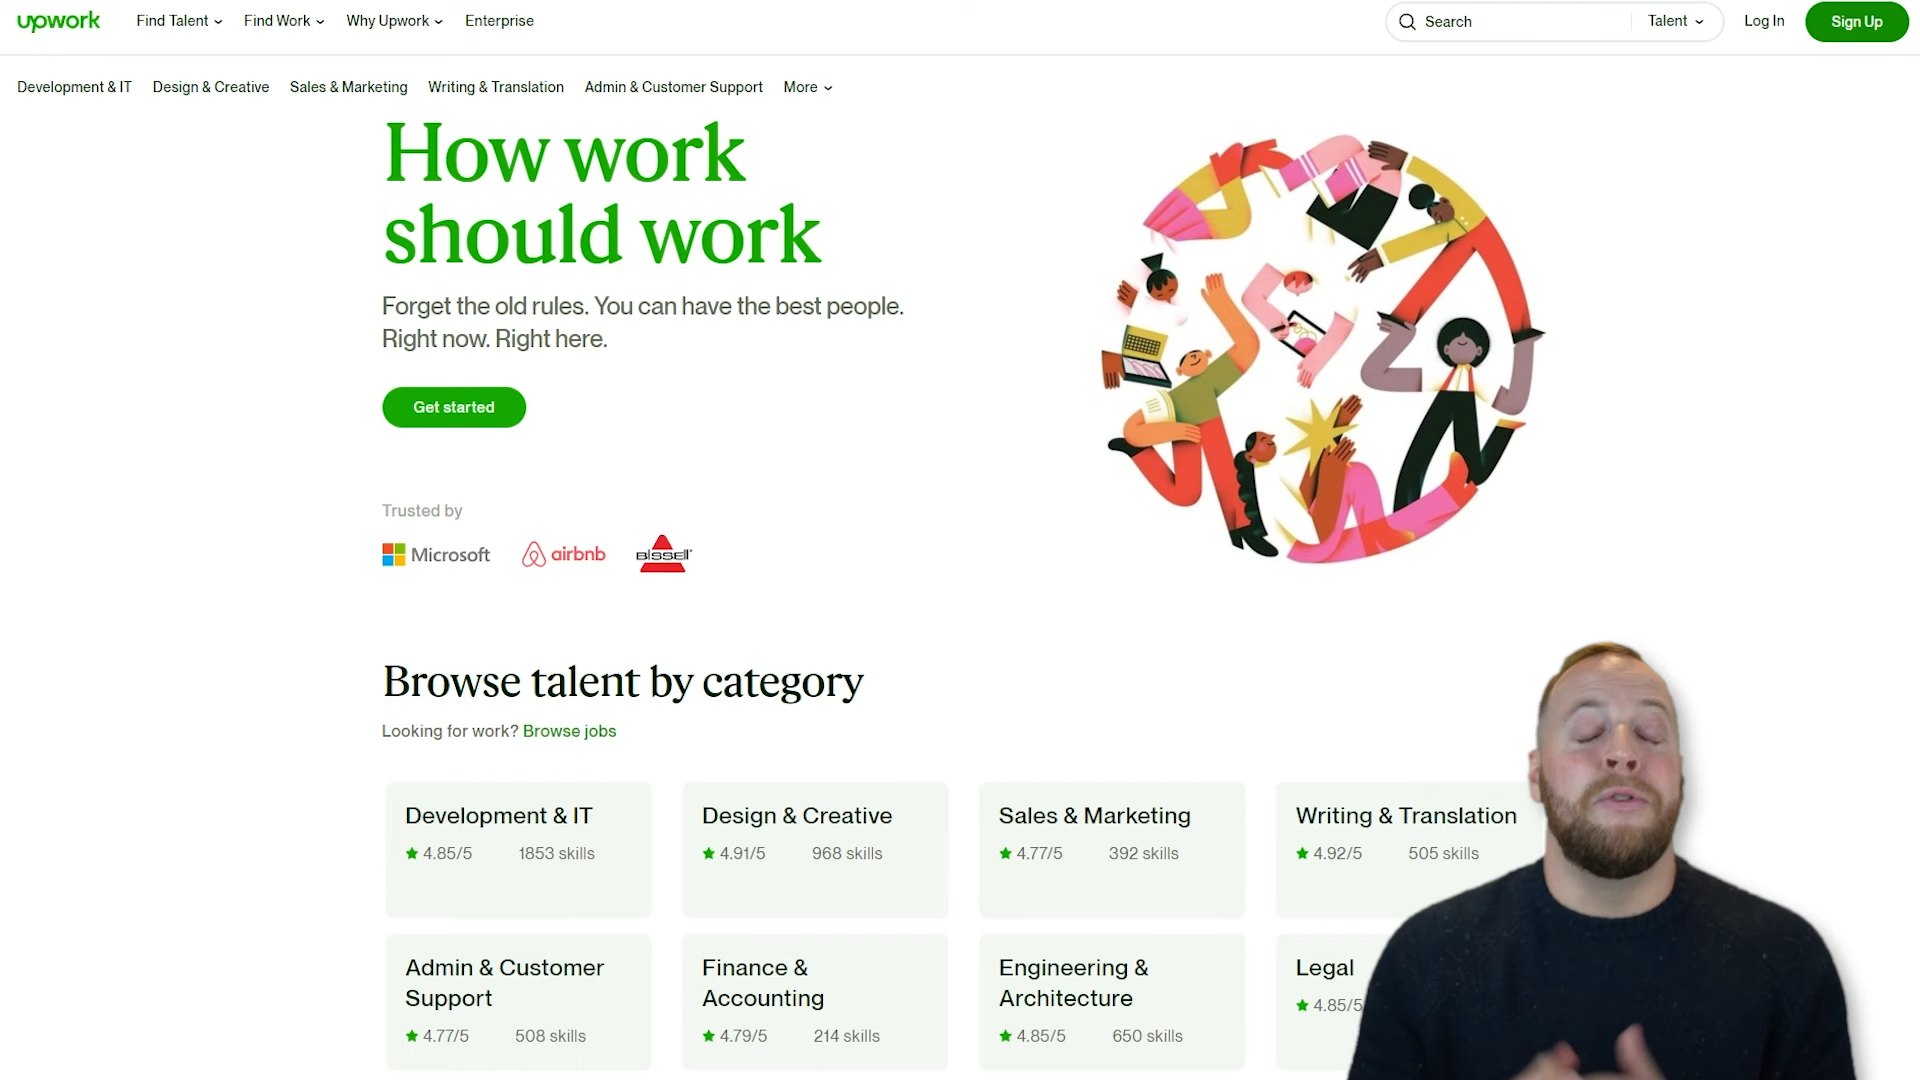 upwork Find Talent Find Work Why Upwork Enterprise Search Talent Log In Sign Up
Development & IT Design & Creative Sales & Marketing Writing & Translation Admin & Customer Support More
How work
should work
Forget the old rules. You can have the best people.
Right now. Right here.
Get started
Trusted by
Microsoft airbnb BISSELL
Browse talent by category
Looking for work? Browse jobs
Development & IT
4.85/5 1853 skills
Design & Creative
4.91/5 968 skills
Sales & Marketing
4.77/5 392 skills
Writing & Translation
4.92/5 505 skills
Admin & Customer
Support
4.77/5 508 skills
Finance &
Accounting
4.79/5 214 skills
Engineering &
Architecture
4.85/5 650 skills
Legal
4.85/5